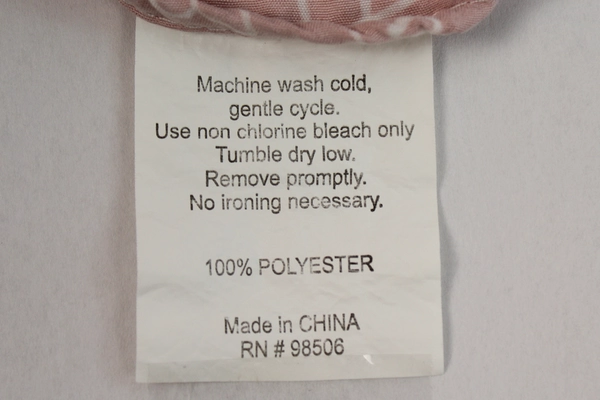 Machine wash cold,
gentle cycle.
Use non chlorine bleach only
Tumble dry low.
Remove promptly.
No ironing necessary.
100% POLYESTER
Made in CHINA
RN # 98506